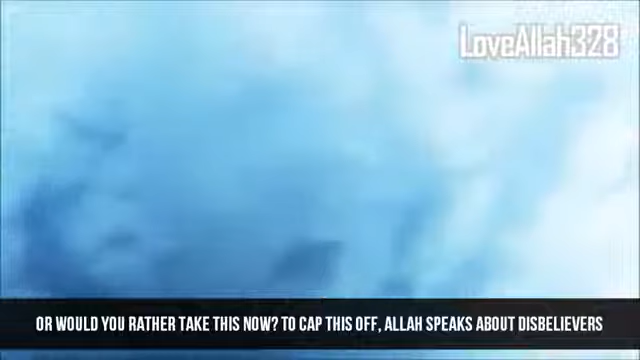 LoveAllah328
OR WOULD YOU RATHER TAKE THIS NOW? TO CAP THIS OFF, ALLAH SPEAKS ABOUT DISBELIEVERS